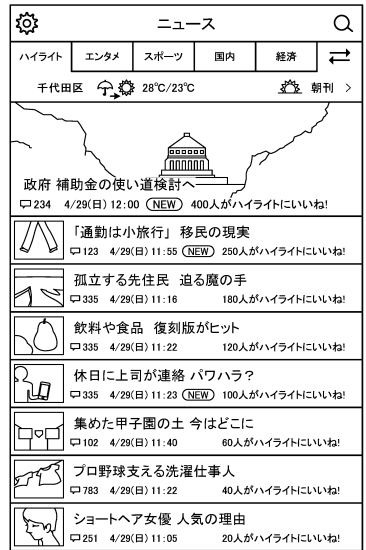 ニュース
ハイライト エンタメ スポーツ 国内 経済
千代田区 28℃/23℃ 朝刊 >
政府 補助金の使い道検討へ
234 4/29(日) 12:00 NEW 400人がハイライトにいいね!
「通勤は小旅行」 移民の現実
123 4/29(日) 11:55 NEW 250人がハイライトにいいね!
孤立する先住民 迫る魔の手
335 4/29(日) 11:16 180人がハイライトにいいね!
飲料や食品 復刻版がヒット
335 4/29(日) 11:22 120人がハイライトにいいね!
休日に上司が連絡 パワハラ?
335 4/29(日) 11:23 NEW 100人がハイライトにいいね!
集めた甲子園の土 今はどこに
102 4/29(日) 11:40 60人がハイライトにいいね!
プロ野球支える洗濯仕事人
783 4/29(日) 11:22 40人がハイライトにいいね!
ショートヘア女優 人気の理由
251 4/29(日) 11:05 20人がハイライトにいいね!